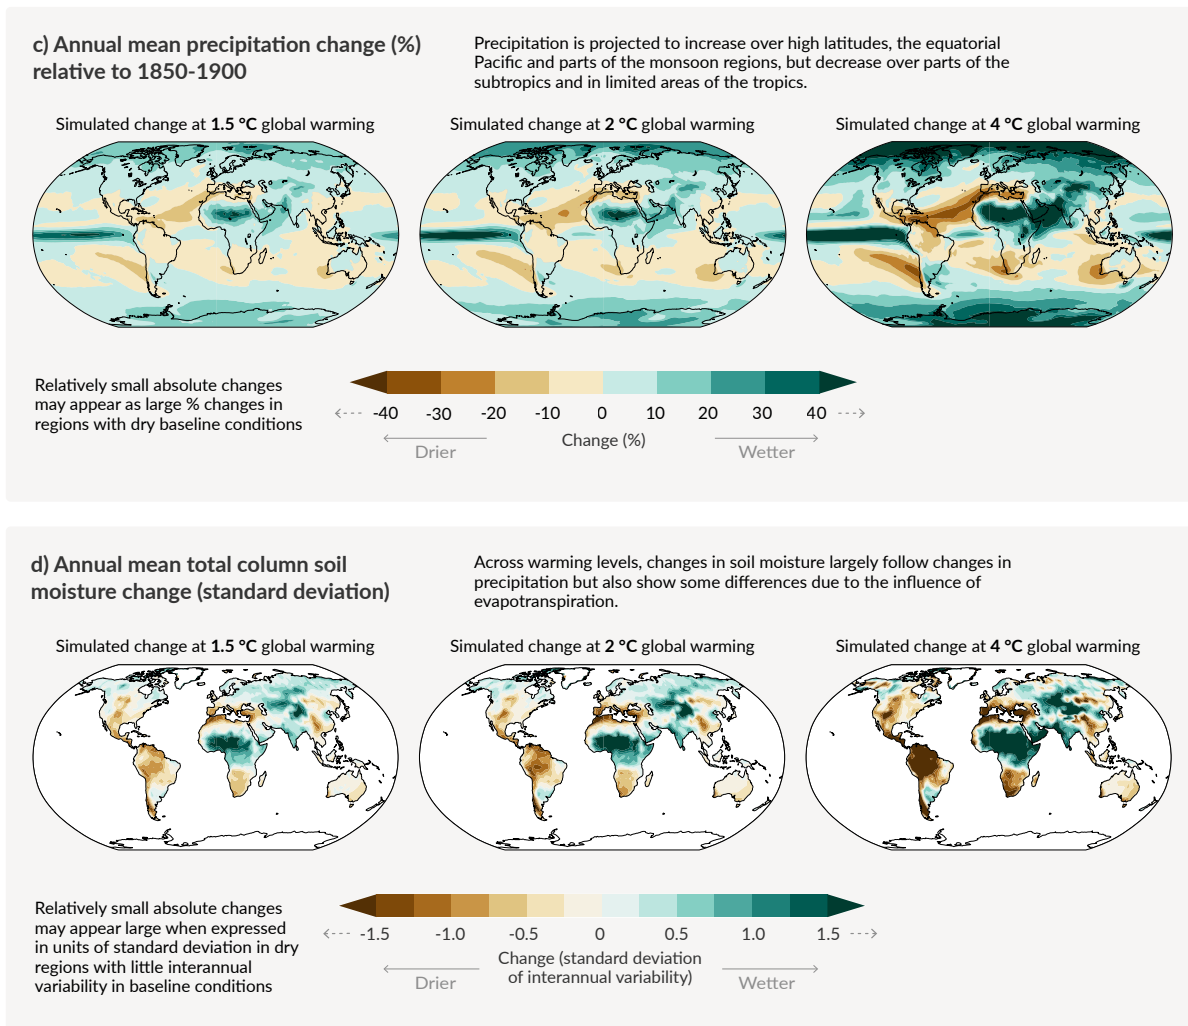 c) Annual mean precipitation change (%)
relative to 1850-1900
Precipitation is projected to increase over high latitudes, the equatorial
Pacific and parts of the monsoon regions, but decrease over parts of the
subtropics and in limited areas of the tropics.
Simulated change at 1.5 °C global warming
Simulated change at 2 °C global warming
Simulated change at 4 °C global warming
Relatively small absolute changes
may appear as large % changes in
regions with dry baseline conditions
-40 -30 -20 -10 0 10 20 30 40
Change (%)
Drier
Wetter
d) Annual mean total column soil
moisture change (standard deviation)
Across warming levels, changes in soil moisture largely follow changes in
precipitation but also show some differences due to the influence of
evapotranspiration.
Simulated change at 1.5 °C global warming
Simulated change at 2 °C global warming
Simulated change at 4 °C global warming
Relatively small absolute changes
may appear large when expressed
in units of standard deviation in dry
regions with little interannual
variability in baseline conditions
-1.5 -1.0 -0.5 0 0.5 1.0 1.5
Change (standard deviation
of interannual variability)
Drier
Wetter